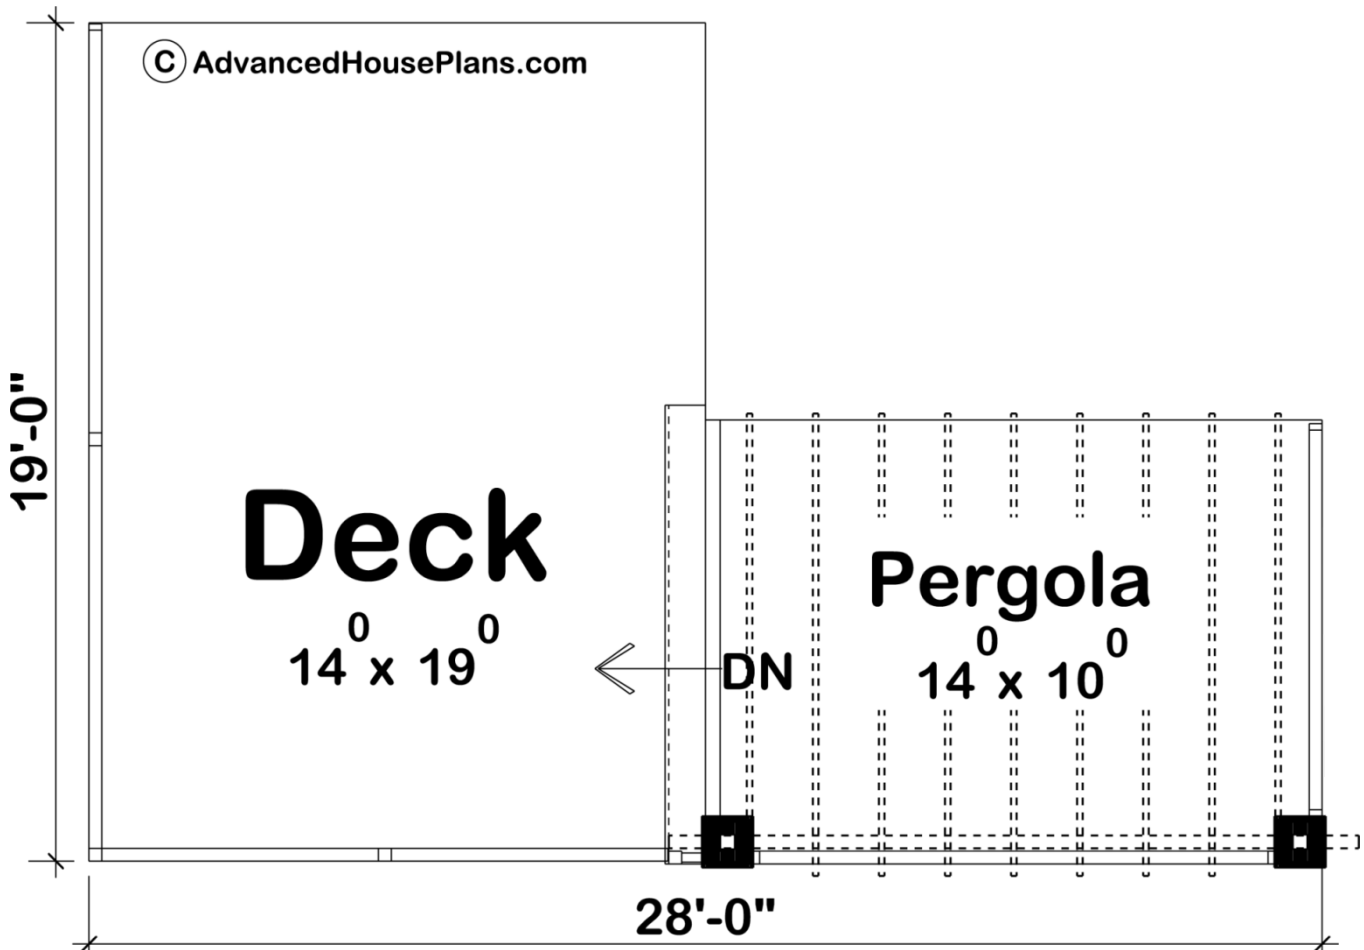 © AdvancedHousePlans.com
19'-0"
Deck
14⁰ x 19⁰
DN
Pergola
14⁰ x 10⁰
28'-0"